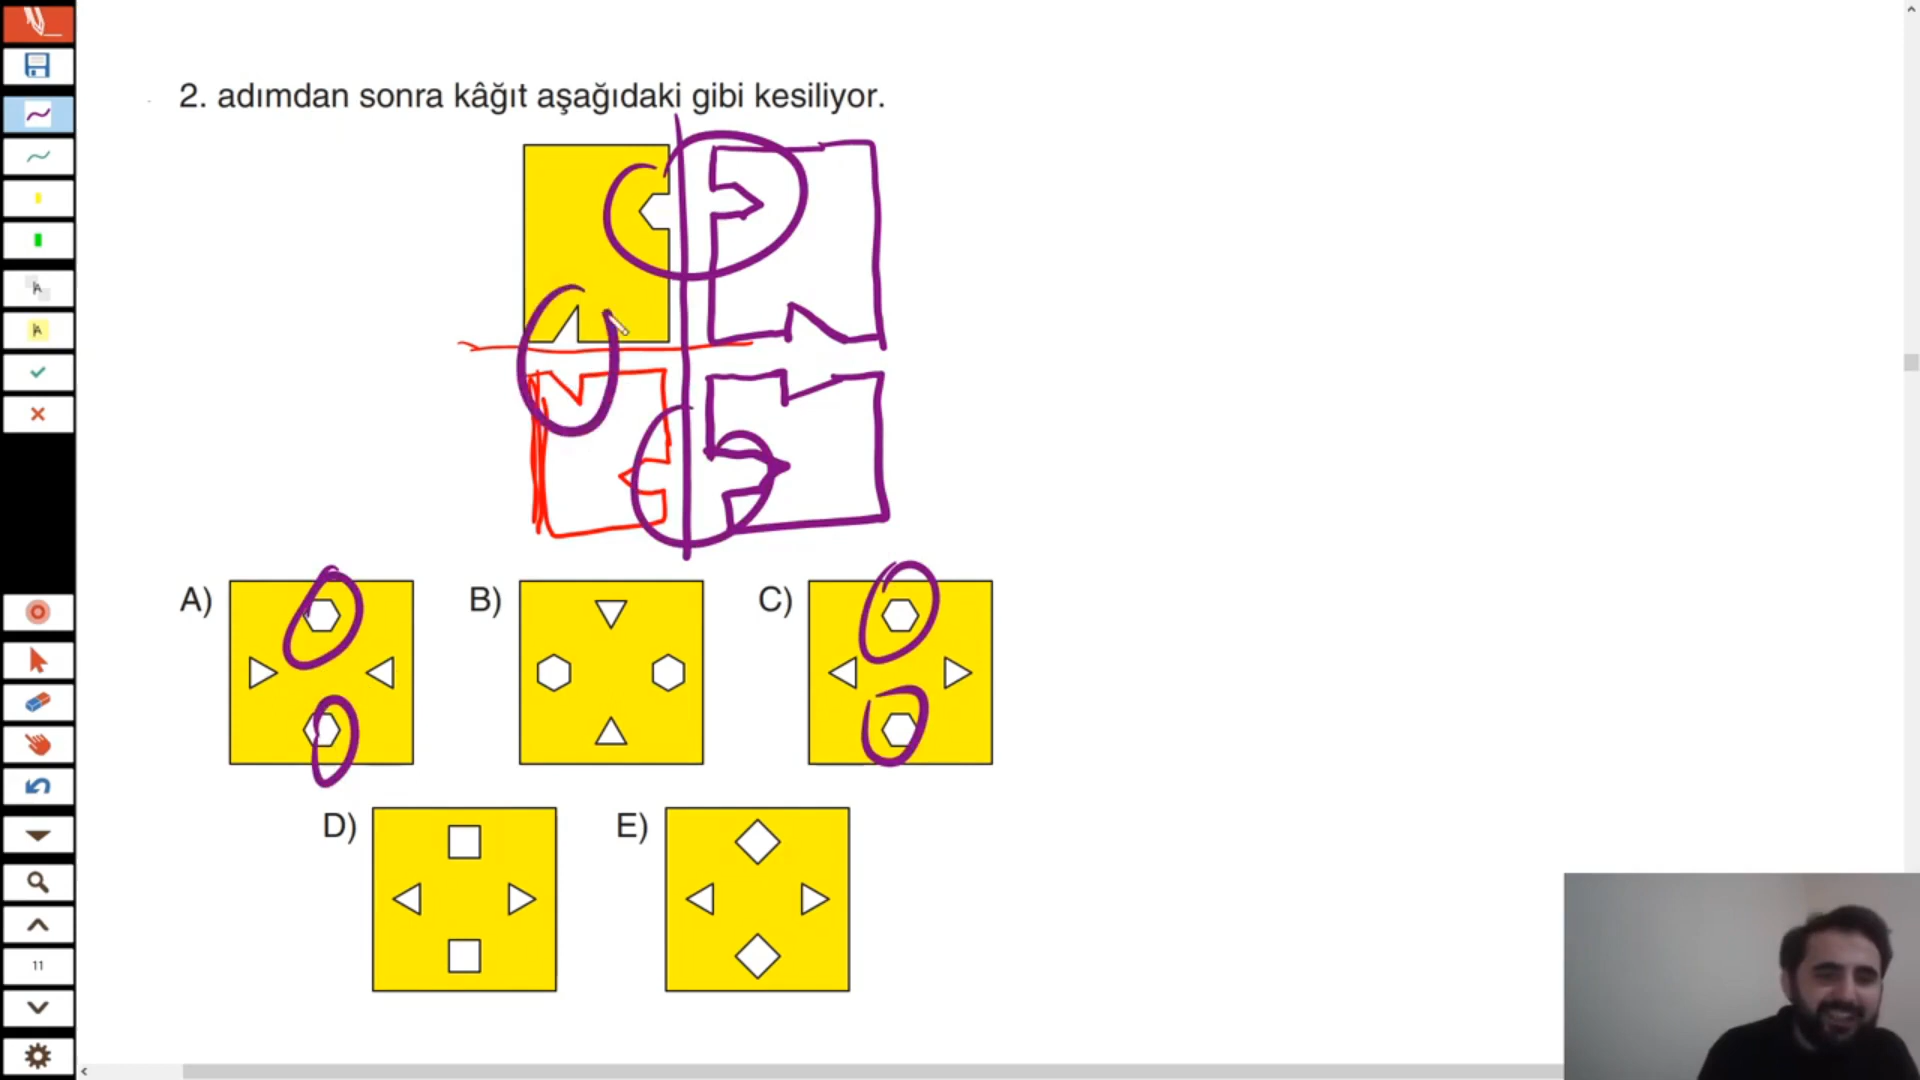 2. adımdan sonra kâğıt aşağıdaki gibi kesiliyor.
A)
B)
C)
D)
E)
A
A
11